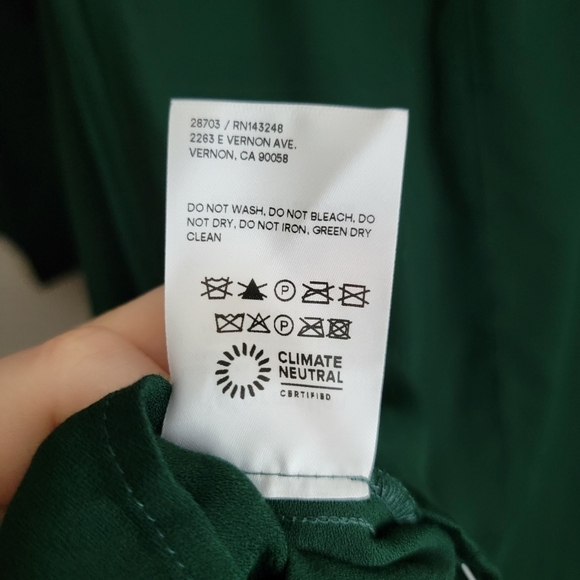 28703 / RN143248
2263 E VERNON AVE.
VERNON, CA 90058
DO NOT WASH, DO NOT BLEACH, DO
NOT DRY, DO NOT IRON, GREEN DRY
CLEAN
P
P
CLIMATE
NEUTRAL
CERTIFIED